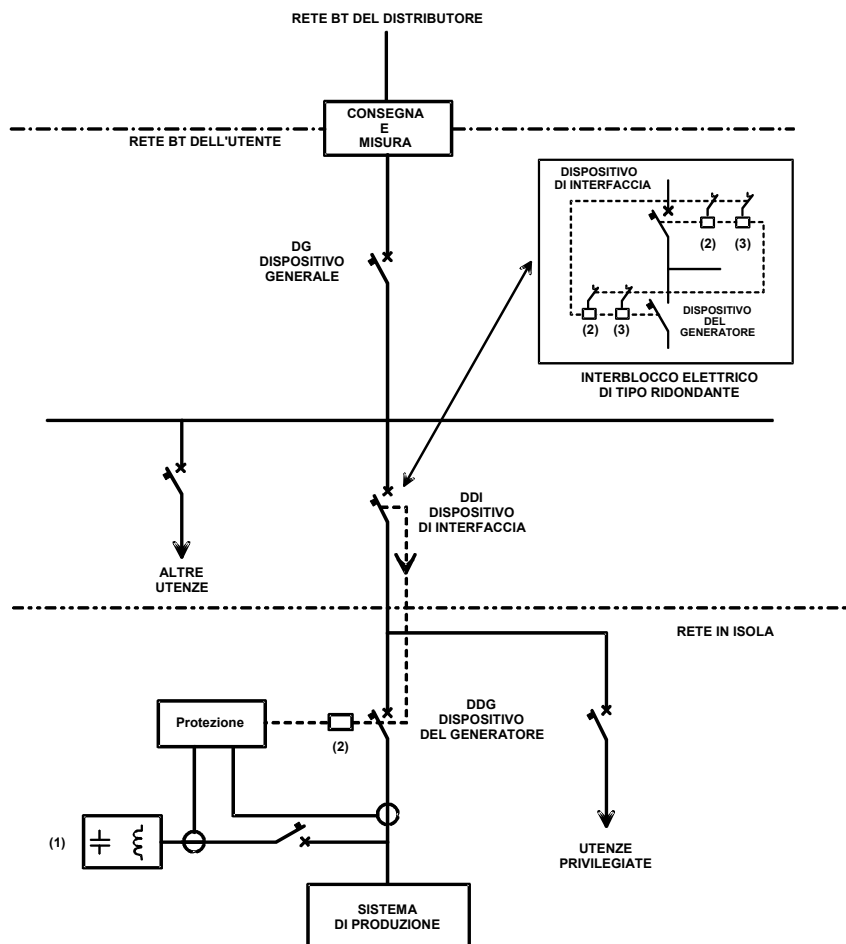 RETE BT DEL DISTRIBUTORE
CONSEGNA
E
MISURA
RETE BT DELL'UTENTE
DISPOSITIVO
DI INTERFACCIA
(2)
(3)
DISPOSITIVO
DEL
GENERATORE
(2)
(3)
INTERBLOCCO ELETTRICO
DI TIPO RIDONDANTE
DG
DISPOSITIVO
GENERALE
DDI
DISPOSITIVO
DI INTERFACCIA
ALTRE
UTENZE
RETE IN ISOLA
Protezione
(2)
DDG
DISPOSITIVO
DEL GENERATORE
(1)
UTENZE
PRIVILEGIATE
SISTEMA
DI PRODUZIONE